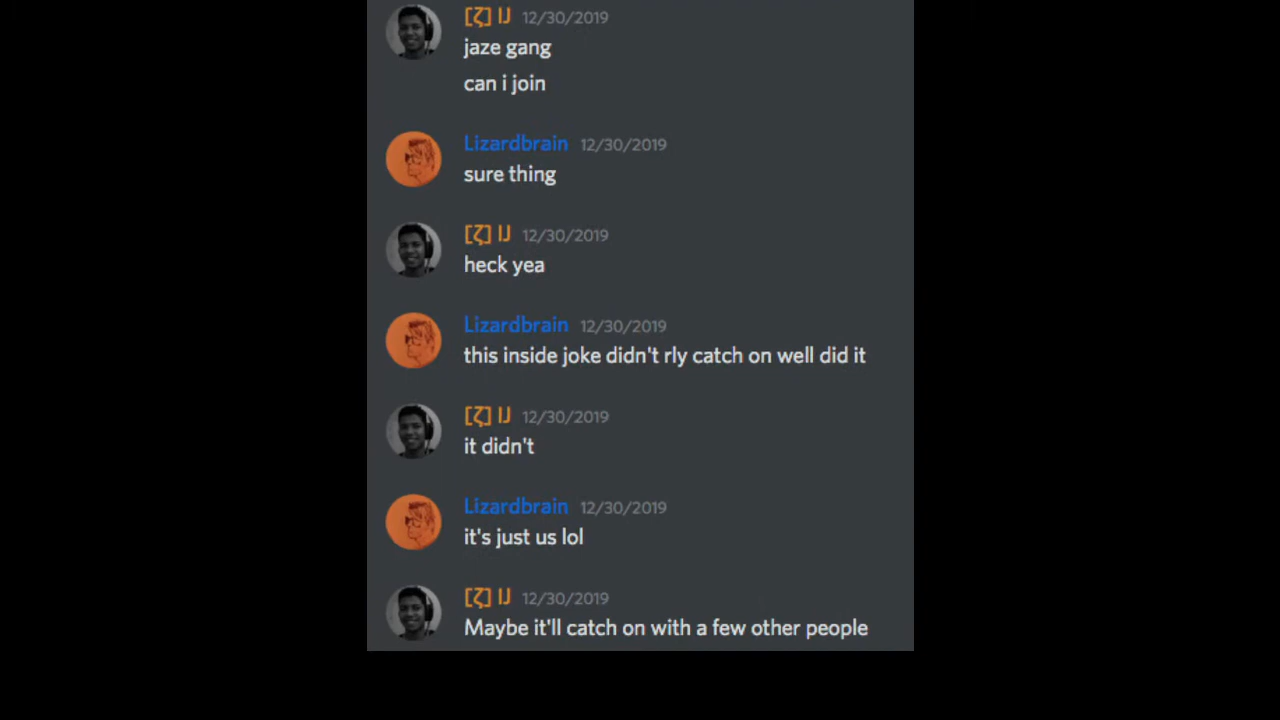 [ζ] IJ 12/30/2019
jaze gang
can i join
Lizardbrain 12/30/2019
sure thing
[ζ] IJ 12/30/2019
heck yea
Lizardbrain 12/30/2019
this inside joke didn't rly catch on well did it
[ζ] IJ 12/30/2019
it didn't
Lizardbrain 12/30/2019
it's just us lol
[ζ] IJ 12/30/2019
Maybe it'll catch on with a few other people